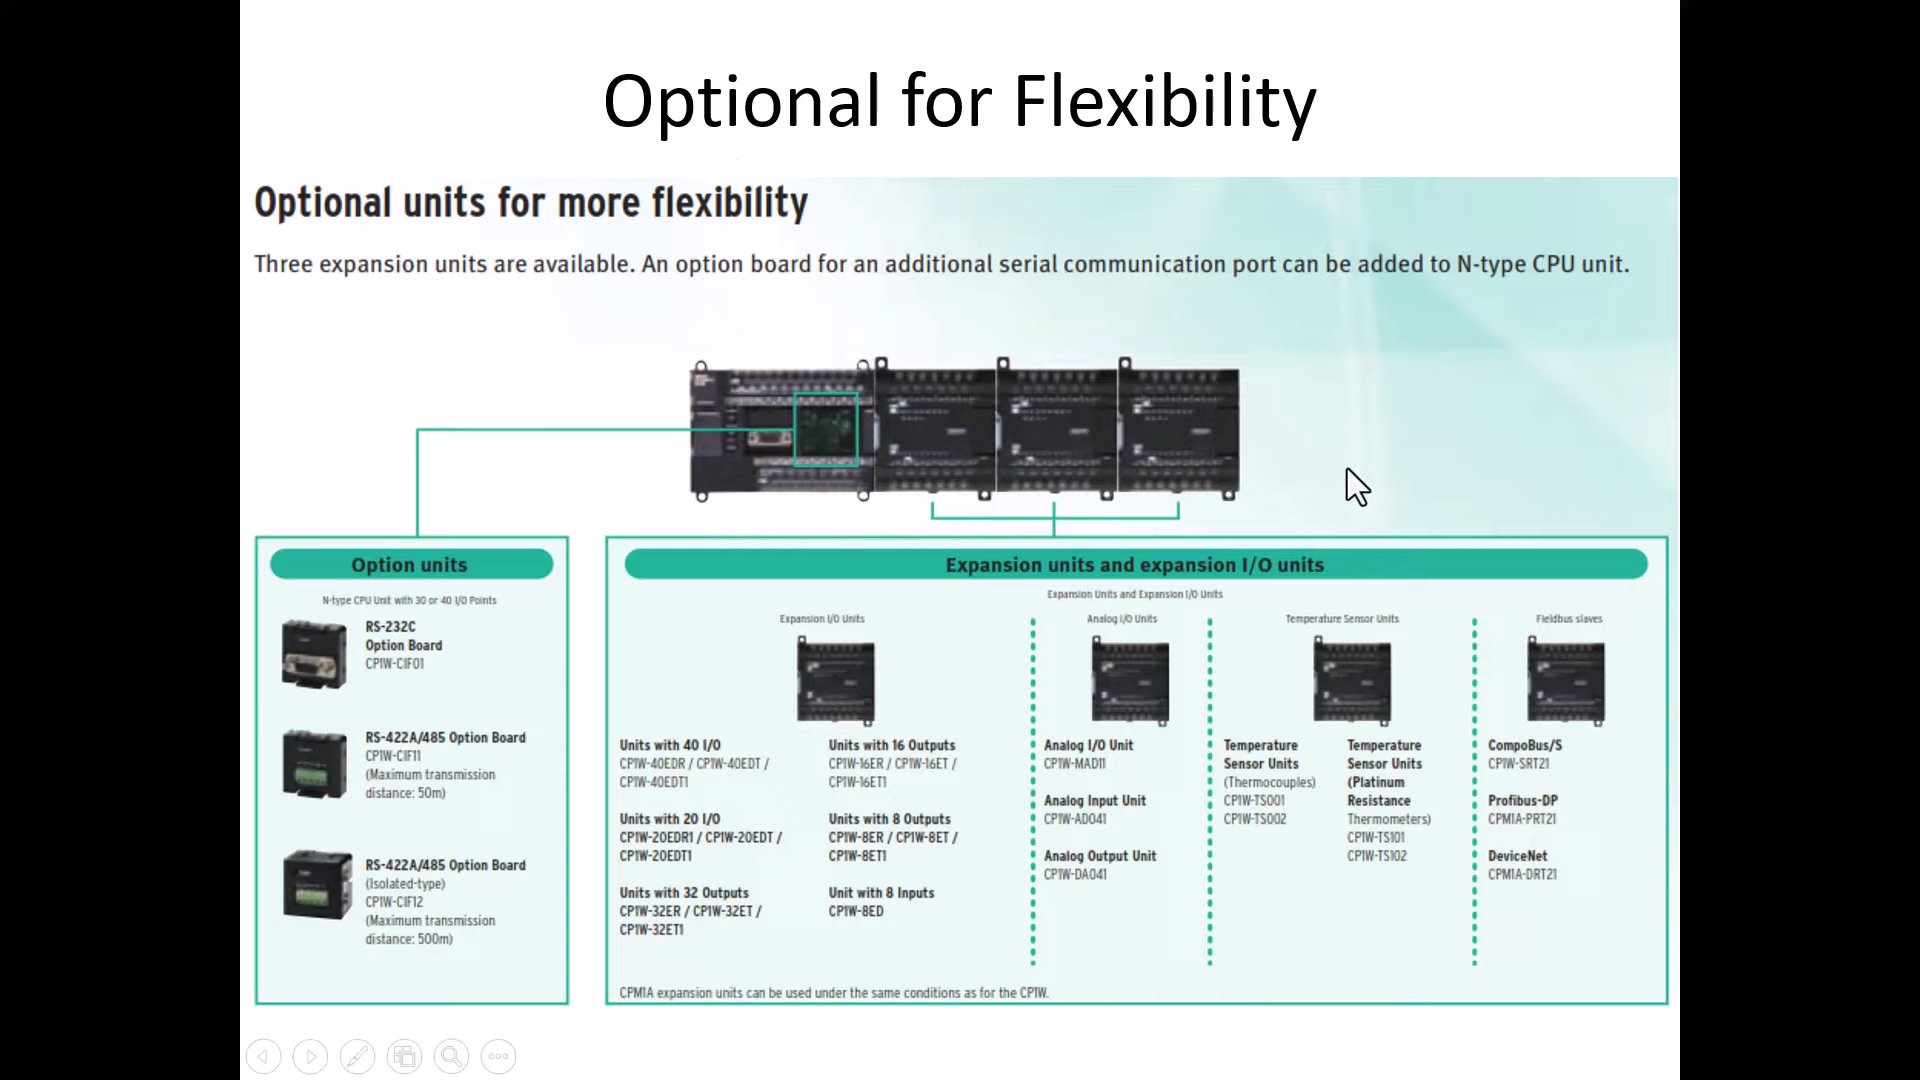 Optional for Flexibility
Optional units for more flexibility
Three expansion units are available. An option board for an additional serial communication port can be added to N-type CPU unit.
Option units
N-type CPU Unit with 30 or 40 I/O Points
RS-232C
Option Board
CP1W-CIF01
RS-422A/485 Option Board
CP1W-CIF11
(Maximum transmission
distance: 50m)
RS-422A/485 Option Board
(Isolated-type)
CP1W-CIF12
(Maximum transmission
distance: 500m)
Expansion units and expansion I/O units
Expansion Units and Expansion I/O Units
Expansion I/O Units
Units with 40 I/O
CP1W-40EDR / CP1W-40EDT /
CP1W-40EDT1
Units with 20 I/O
CP1W-20EDR1 / CP1W-20EDT /
CP1W-20EDT1
Units with 32 Outputs
CP1W-32ER / CP1W-32ET /
CP1W-32ET1
Units with 16 Outputs
CP1W-16ER / CP1W-16ET /
CP1W-16ET1
Units with 8 Outputs
CP1W-8ER / CP1W-8ET /
CP1W-8ET1
Unit with 8 Inputs
CP1W-8ED
Analog I/O Units
Analog I/O Unit
CP1W-MAD11
Analog Input Unit
CP1W-AD041
Analog Output Unit
CP1W-DA041
Temperature Sensor Units
Temperature
Sensor Units
(Thermocouples)
CP1W-TS001
CP1W-TS002
Temperature
Sensor Units
(Platinum
Resistance
Thermometers)
CP1W-TS101
CP1W-TS102
Fieldbus slaves
CompoBus/S
CP1W-SRT21
Profibus-DP
CPM1A-PRT21
DeviceNet
CPM1A-DRT21
CPM1A expansion units can be used under the same conditions as for the CP1W.